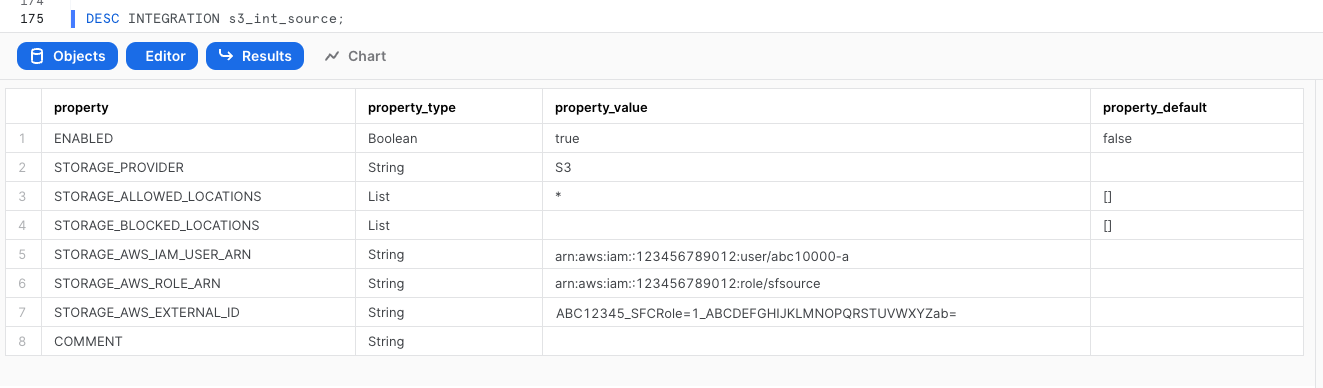 174
175 DESC INTEGRATION s3_int_source;
Objects Editor Results Chart
property property_type property_value property_default
1 ENABLED Boolean true false
2 STORAGE_PROVIDER String S3
3 STORAGE_ALLOWED_LOCATIONS List * []
4 STORAGE_BLOCKED_LOCATIONS List []
5 STORAGE_AWS_IAM_USER_ARN String arn:aws:iam::123456789012:user/abc10000-a
6 STORAGE_AWS_ROLE_ARN String arn:aws:iam::123456789012:role/sfsource
7 STORAGE_AWS_EXTERNAL_ID String ABC12345_SFCRole=1_ABCDEFGHIJKLMNOPQRSTUVWXYZab=
8 COMMENT String